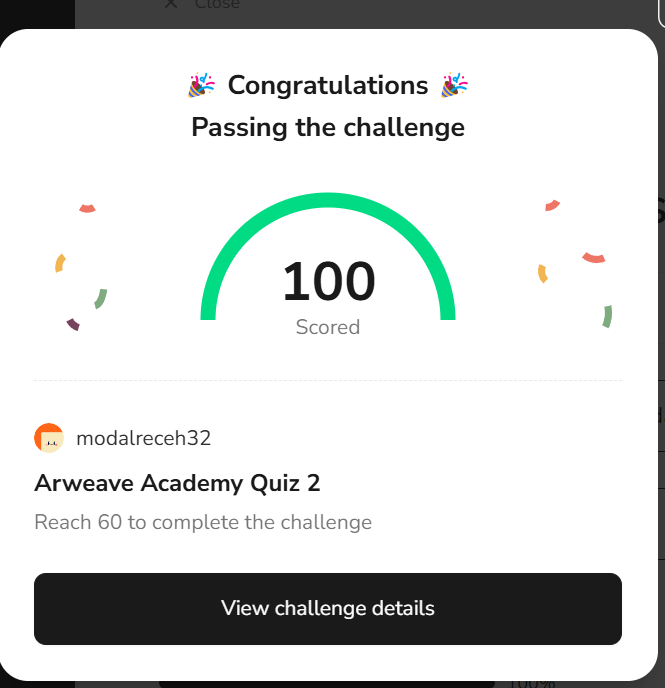 Close
🎉 Congratulations 🎉
Passing the challenge
100
Scored
modalreceh32
Arweave Academy Quiz 2
Reach 60 to complete the challenge
View challenge details
100%